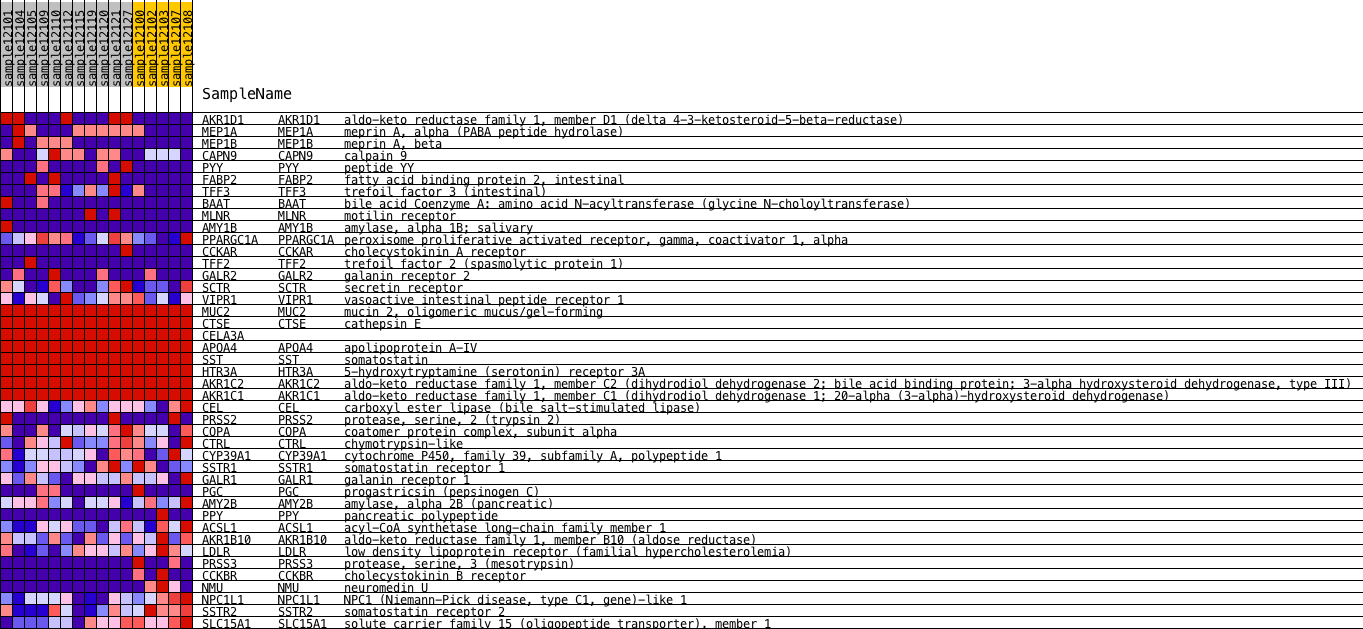 sample12101
sample12104
sample12105
sample12109
sample12110
sample12112
sample12115
sample12119
sample12120
sample12121
sample12127
sample12100
sample12102
sample12103
sample12107
sample12108
SampleName
AKR1D1 AKR1D1 aldo-keto reductase family 1, member D1 (delta 4-3-ketosteroid-5-beta-reductase)
MEP1A MEP1A meprin A, alpha (PABA peptide hydrolase)
MEP1B MEP1B meprin A, beta
CAPN9 CAPN9 calpain 9
PYY PYY peptide YY
FABP2 FABP2 fatty acid binding protein 2, intestinal
TFF3 TFF3 trefoil factor 3 (intestinal)
BAAT BAAT bile acid Coenzyme A: amino acid N-acyltransferase (glycine N-choloyltransferase)
MLNR MLNR motilin receptor
AMY1B AMY1B amylase, alpha 1B; salivary
PPARGC1A PPARGC1A peroxisome proliferative activated receptor, gamma, coactivator 1, alpha
CCKAR CCKAR cholecystokinin A receptor
TFF2 TFF2 trefoil factor 2 (spasmolytic protein 1)
GALR2 GALR2 galanin receptor 2
SCTR SCTR secretin receptor
VIPR1 VIPR1 vasoactive intestinal peptide receptor 1
MUC2 MUC2 mucin 2, oligomeric mucus/gel-forming
CTSE CTSE cathepsin E
CELA3A
APOA4 APOA4 apolipoprotein A-IV
SST SST somatostatin
HTR3A HTR3A 5-hydroxytryptamine (serotonin) receptor 3A
AKR1C2 AKR1C2 aldo-keto reductase family 1, member C2 (dihydrodiol dehydrogenase 2; bile acid binding protein; 3-alpha hydroxysteroid dehydrogenase, type III)
AKR1C1 AKR1C1 aldo-keto reductase family 1, member C1 (dihydrodiol dehydrogenase 1; 20-alpha (3-alpha)-hydroxysteroid dehydrogenase)
CEL CEL carboxyl ester lipase (bile salt-stimulated lipase)
PRSS2 PRSS2 protease, serine, 2 (trypsin 2)
COPA COPA coatomer protein complex, subunit alpha
CTRL CTRL chymotrypsin-like
CYP39A1 CYP39A1 cytochrome P450, family 39, subfamily A, polypeptide 1
SSTR1 SSTR1 somatostatin receptor 1
GALR1 GALR1 galanin receptor 1
PGC PGC progastricsin (pepsinogen C)
AMY2B AMY2B amylase, alpha 2B (pancreatic)
PPY PPY pancreatic polypeptide
ACSL1 ACSL1 acyl-CoA synthetase long-chain family member 1
AKR1B10 AKR1B10 aldo-keto reductase family 1, member B10 (aldose reductase)
LDLR LDLR low density lipoprotein receptor (familial hypercholesterolemia)
PRSS3 PRSS3 protease, serine, 3 (mesotrypsin)
CCKBR CCKBR cholecystokinin B receptor
NMU NMU neuromedin U
NPC1L1 NPC1L1 NPC1 (Niemann-Pick disease, type C1, gene)-like 1
SSTR2 SSTR2 somatostatin receptor 2
SLC15A1 SLC15A1 solute carrier family 15 (oligopeptide transporter), member 1